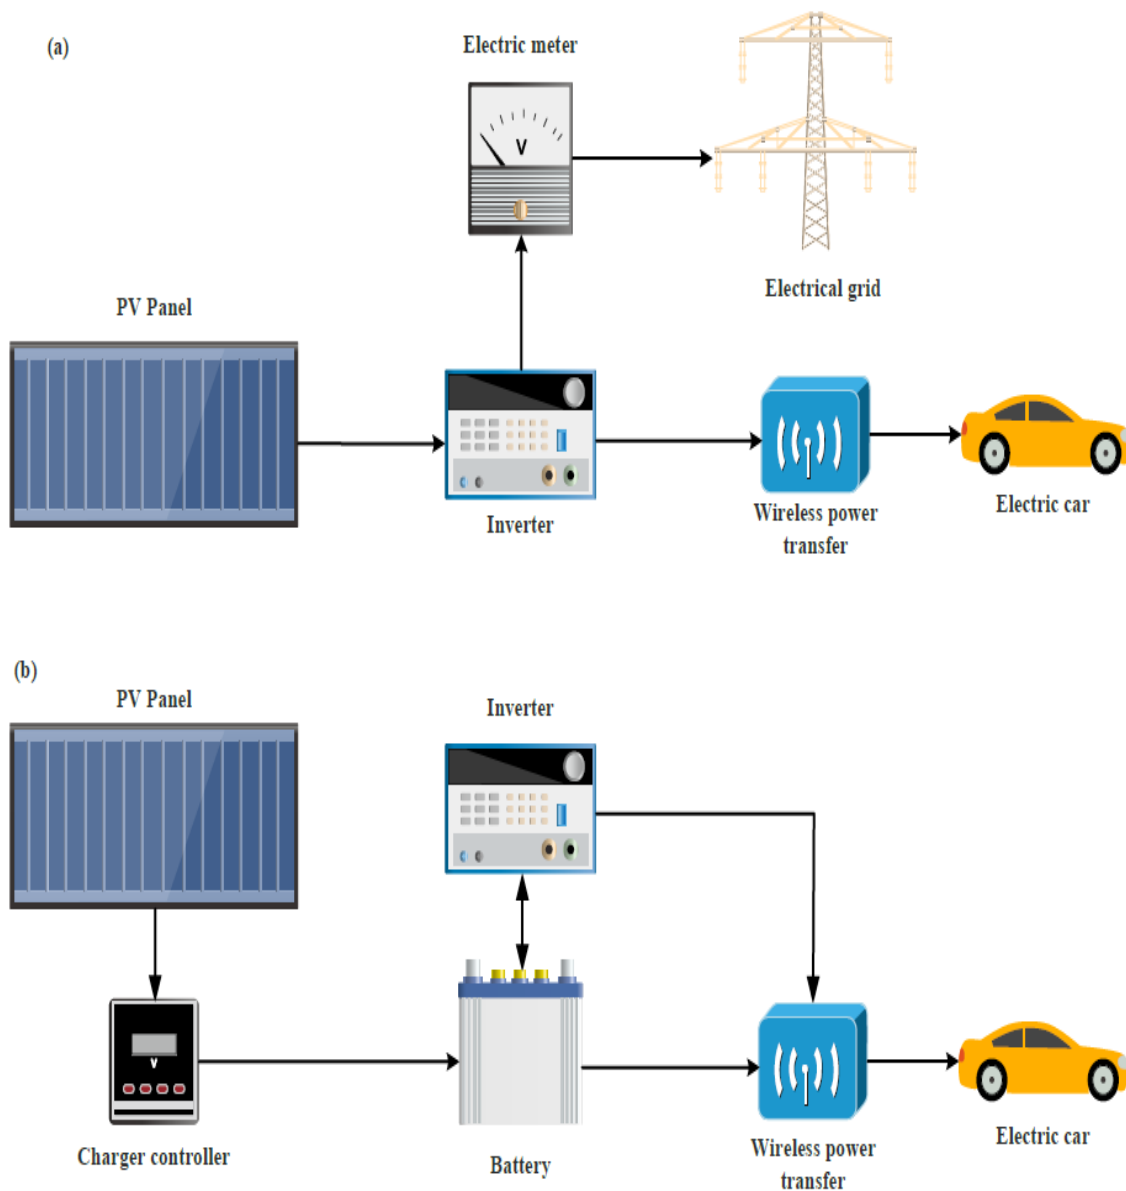 (a)
Electric meter
V
Electrical grid
PV Panel
Inverter
Wireless power
transfer
Electric car
(b)
PV Panel
Inverter
V
Charger controller
Battery
Wireless power
transfer
Electric car